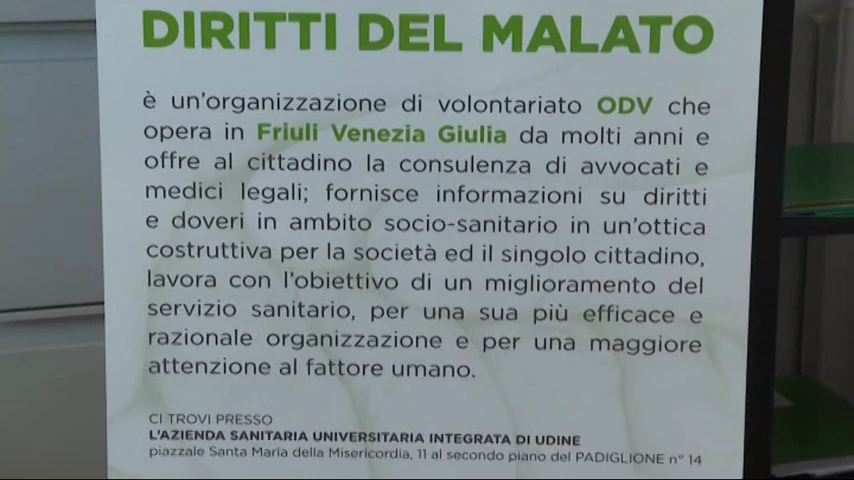 DIRITTI DEL MALATO
è un'organizzazione di volontariato ODV che
opera in Friuli Venezia Giulia da molti anni e
offre al cittadino la consulenza di avvocati e
medici legali; fornisce informazioni su diritti
e doveri in ambito socio-sanitario in un'ottica
costruttiva per la società ed il singolo cittadino,
lavora con l'obiettivo di un miglioramento del
servizio sanitario, per una sua più efficace e
razionale organizzazione e per una maggiore
attenzione al fattore umano.
CI TROVI PRESSO
L'AZIENDA SANITARIA UNIVERSITARIA INTEGRATA DI UDINE
piazzale Santa Maria della Misericordia, 11 al secondo piano del PADIGLIONE n° 14